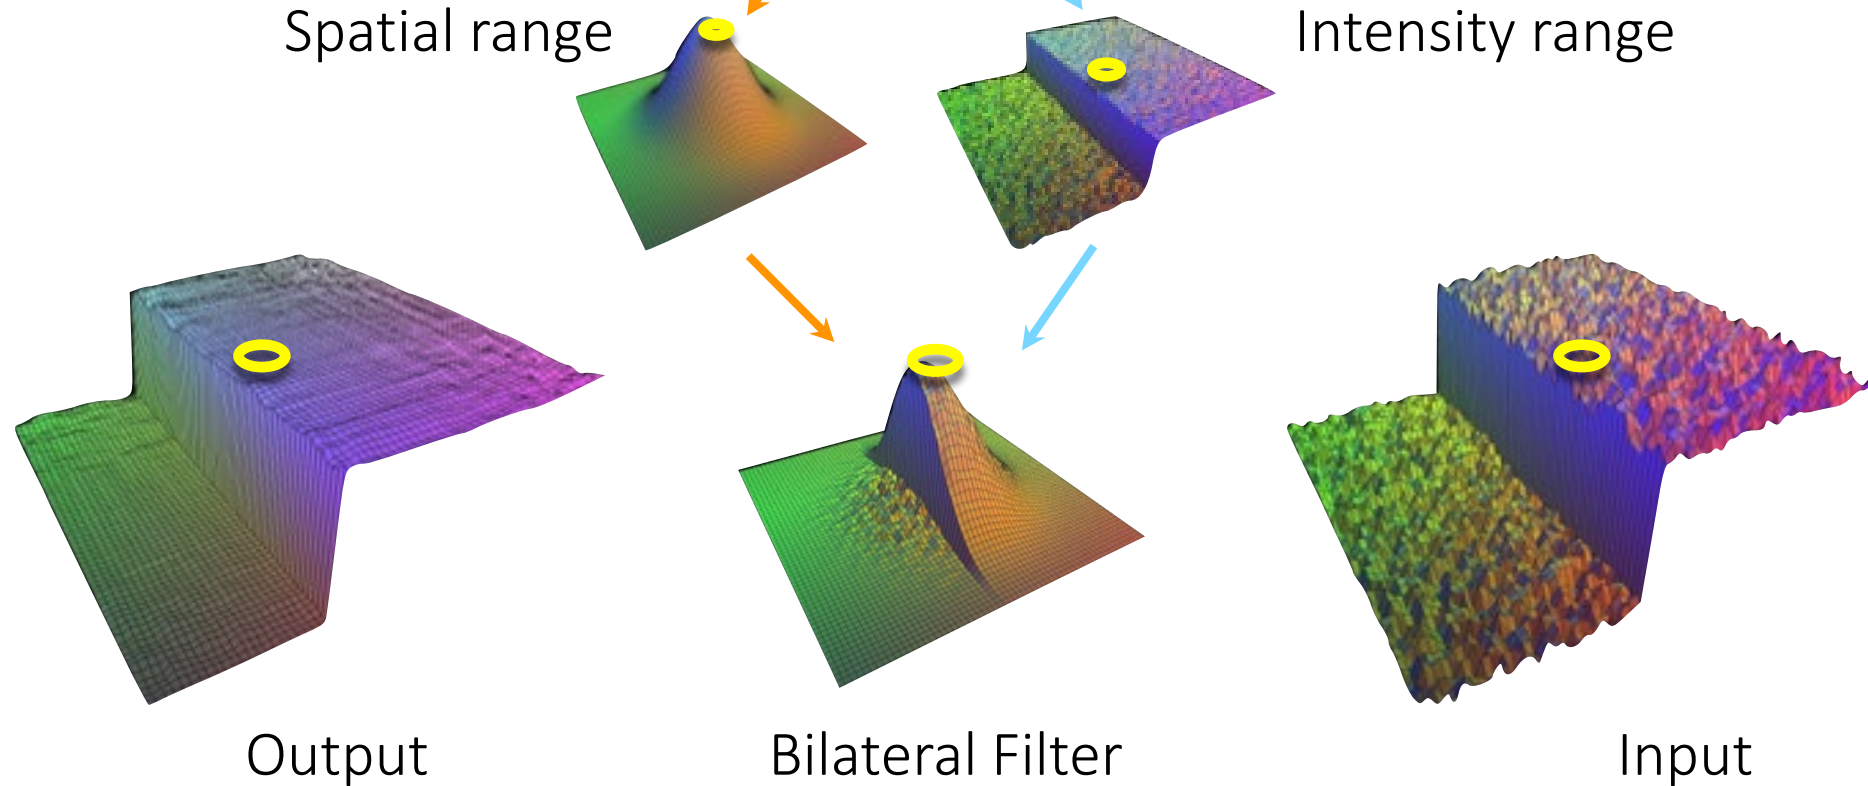 Spatial range
Intensity range
Output
Bilateral Filter
Input